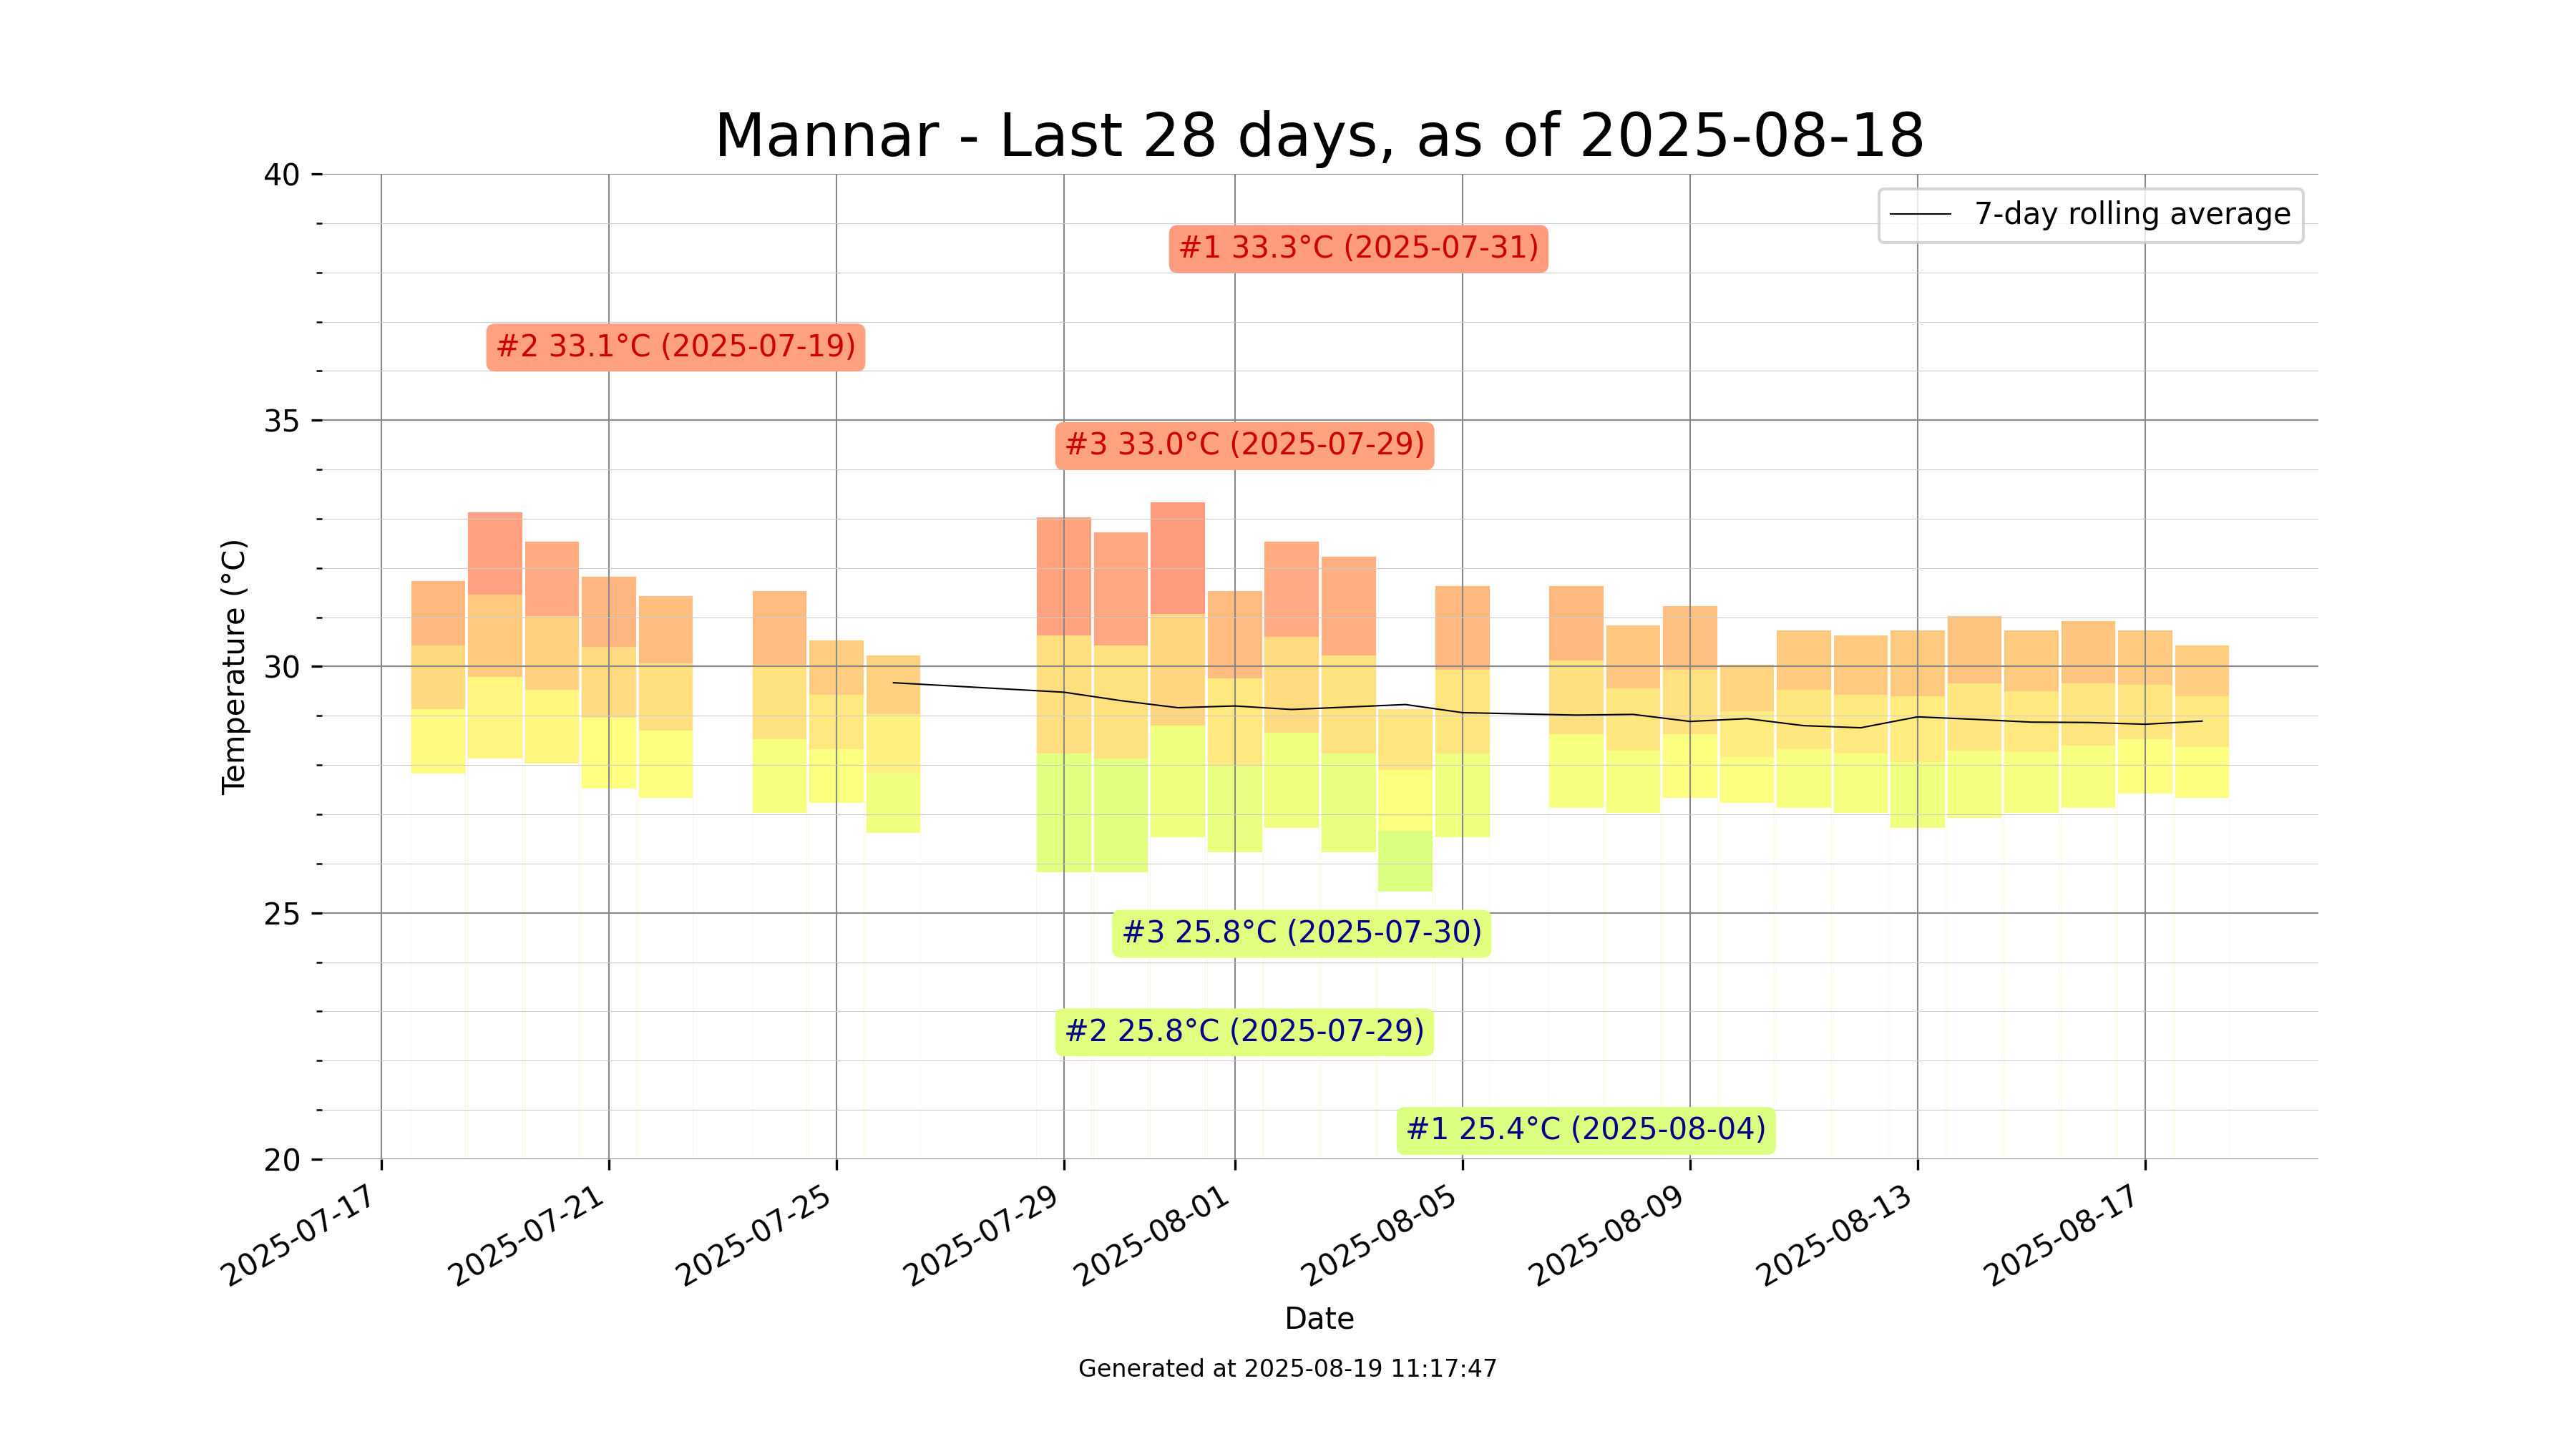 Mannar - Last 28 days, as of 2025-08-18
7-day rolling average
#1 33.3°C (2025-07-31)
#2 33.1°C (2025-07-19)
#3 33.0°C (2025-07-29)
#3 25.8°C (2025-07-30)
#2 25.8°C (2025-07-29)
#1 25.4°C (2025-08-04)
Temperature (°C)
40
35
30
25
20
2025-07-17
2025-07-21
2025-07-25
2025-07-29
2025-08-01
2025-08-05
2025-08-09
2025-08-13
2025-08-17
Date
Generated at 2025-08-19 11:17:47